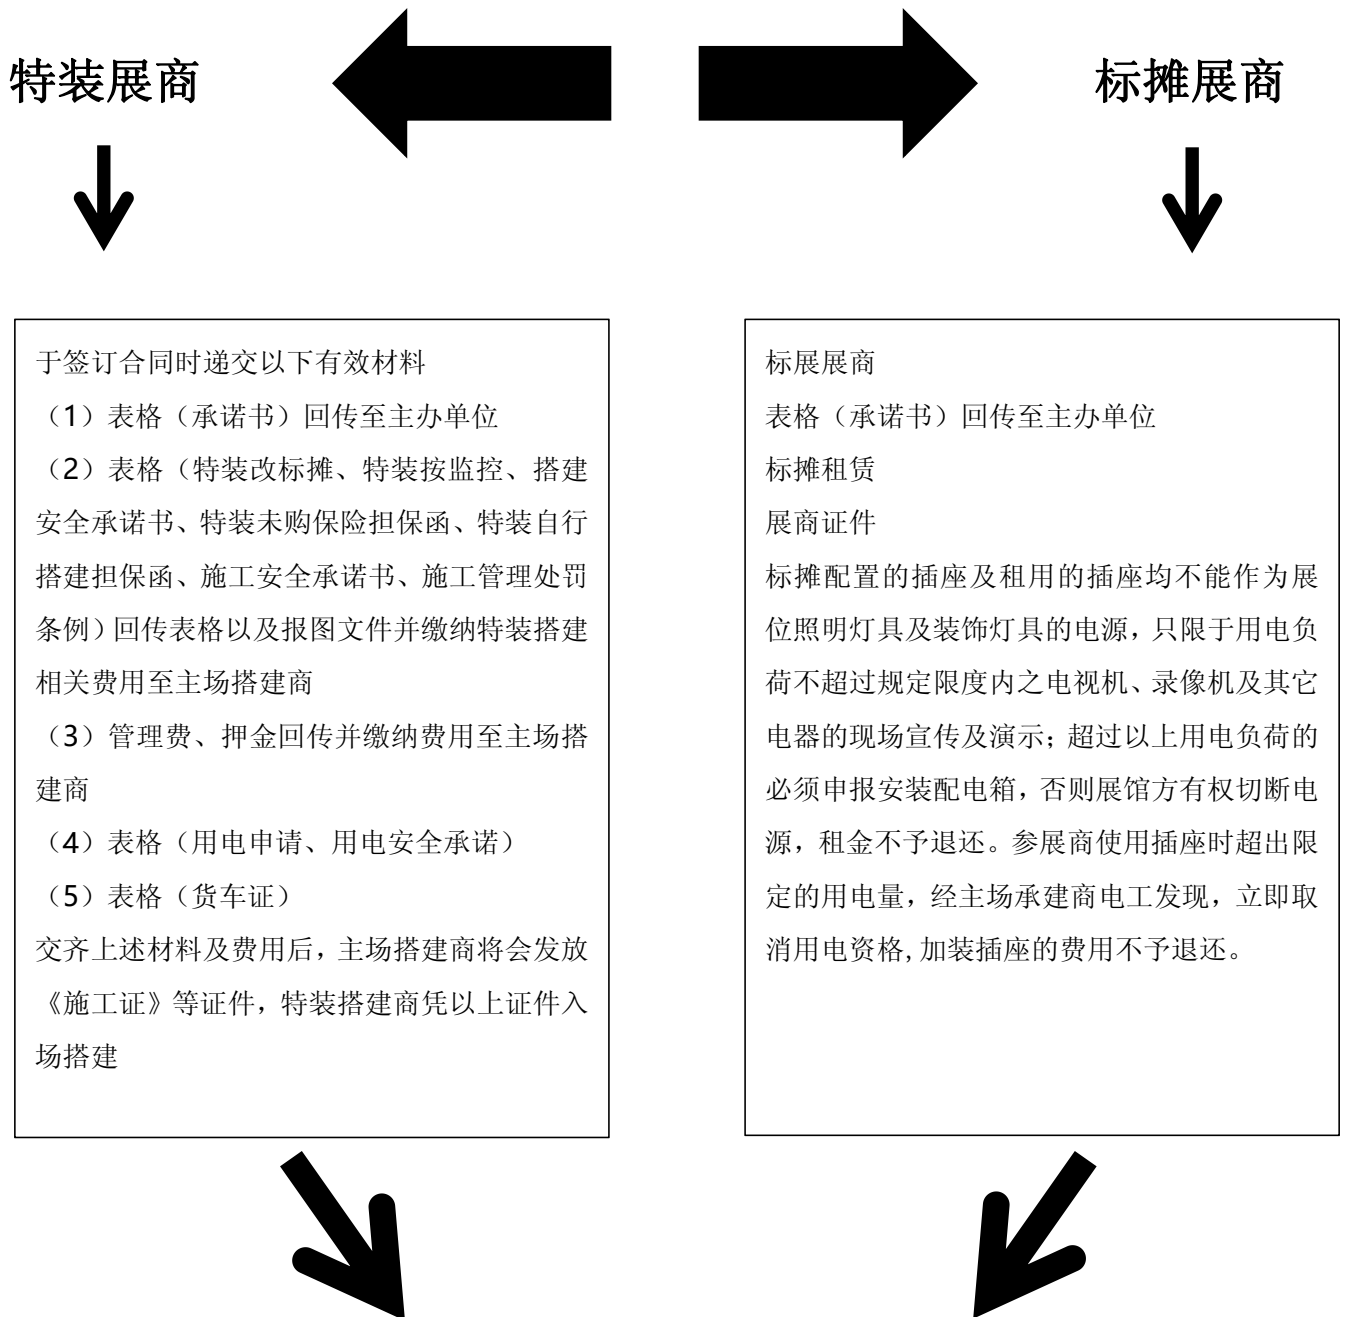 特装展商
标摊展商
于签订合同时递交以下有效材料
（1）表格（承诺书）回传至主办单位
（2）表格（特装改标摊、特装按监控、搭建
安全承诺书、特装未购保险担保函、特装自行
搭建担保函、施工安全承诺书、施工管理处罚
条例）回传表格以及报图文件并缴纳特装搭建
相关费用至主场搭建商
（3）管理费、押金回传并缴纳费用至主场搭
建商
（4）表格（用电申请、用电安全承诺）
（5）表格（货车证）
交齐上述材料及费用后，主场搭建商将会发放
《施工证》等证件，特装搭建商凭以上证件入
场搭建
标展展商
表格（承诺书）回传至主办单位
标摊租赁
展商证件
标摊配置的插座及租用的插座均不能作为展
位照明灯具及装饰灯具的电源，只限于用电负
荷不超过规定限度内之电视机、录像机及其它
电器的现场宣传及演示；超过以上用电负荷的
必须申报安装配电箱，否则展馆方有权切断电
源，租金不予退还。参展商使用插座时超出限
定的用电量，经主场承建商电工发现，立即取
消用电资格,加装插座的费用不予退还。